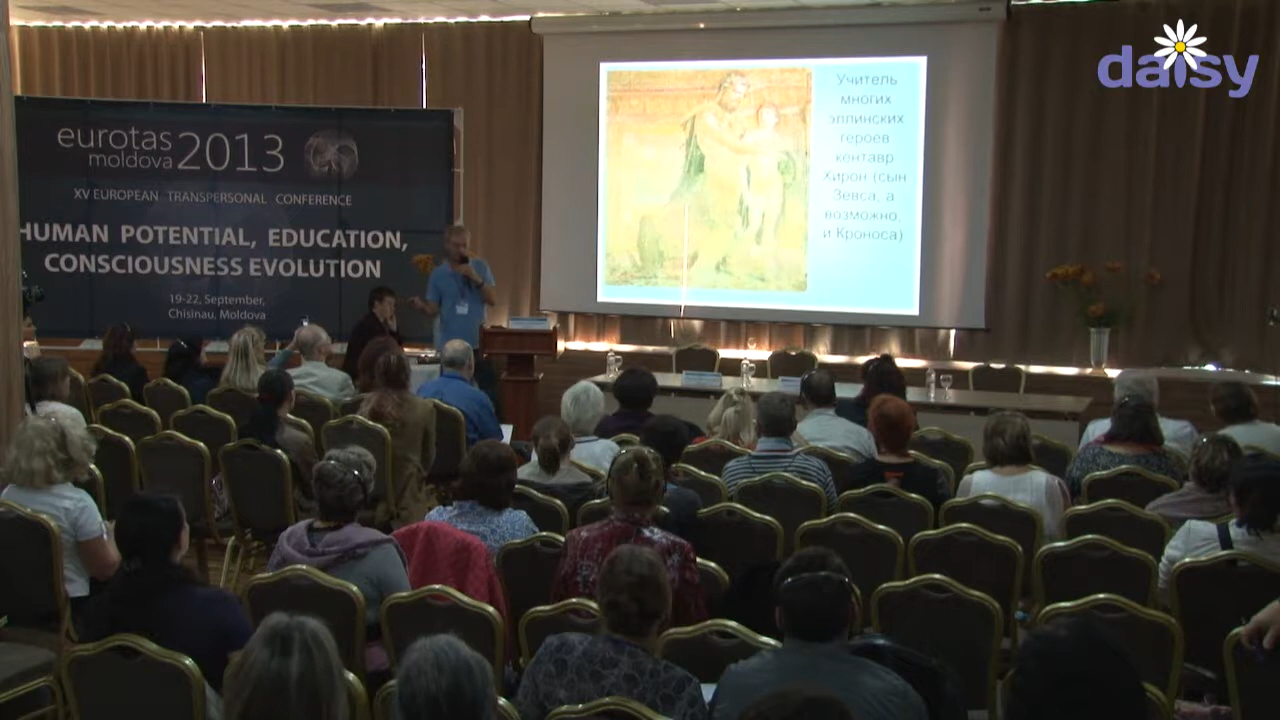 eurotas
moldova 2013
XV EUROPEAN TRANSPERSONAL CONFERENCE
HUMAN POTENTIAL, EDUCATION,
CONSCIOUSNESS EVOLUTION
19-22, September,
Chisinau, Moldova
Учитель
многих
эллинских
героев
кентавр
Хирон (сын
Зевса, а
возможно,
и Кроноса)
daisy